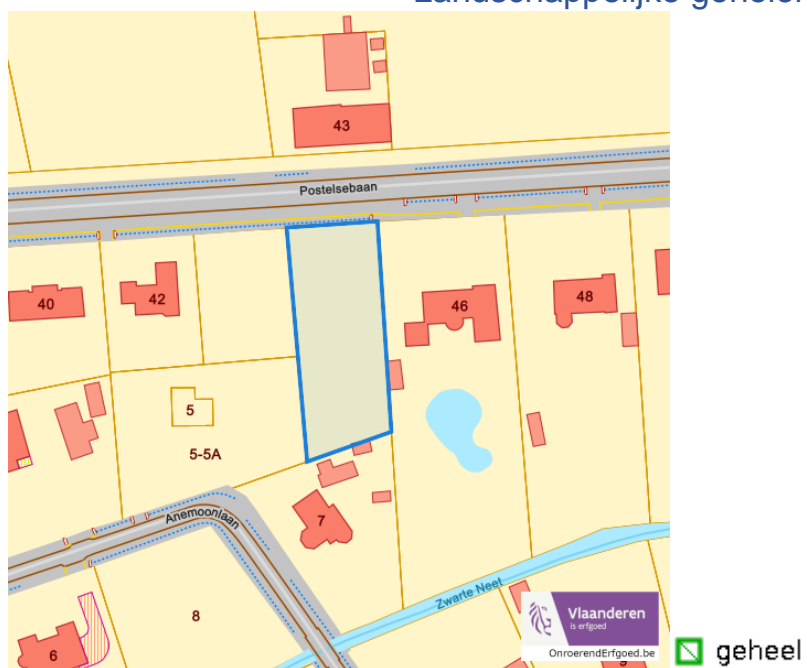 43
Postelsebaan
40
42
46
48
5
5-5A
Anemoonlaan
7
8
6
Zwarte Neet
Vlaanderen
is erfgoed
OnroerendErfgoed.be
geheel